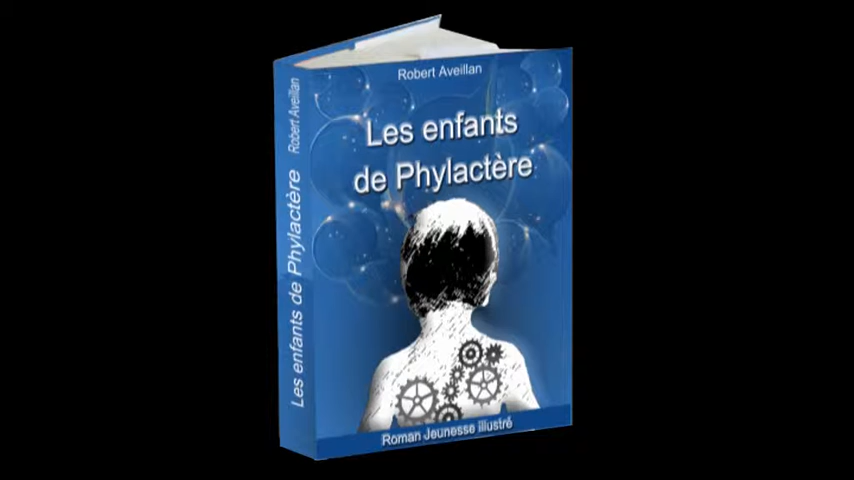 Robert Aveillan
Les enfants
de Phylactère
Roman Jeunesse illustré
Les enfants de Phylactère Robert Aveillan